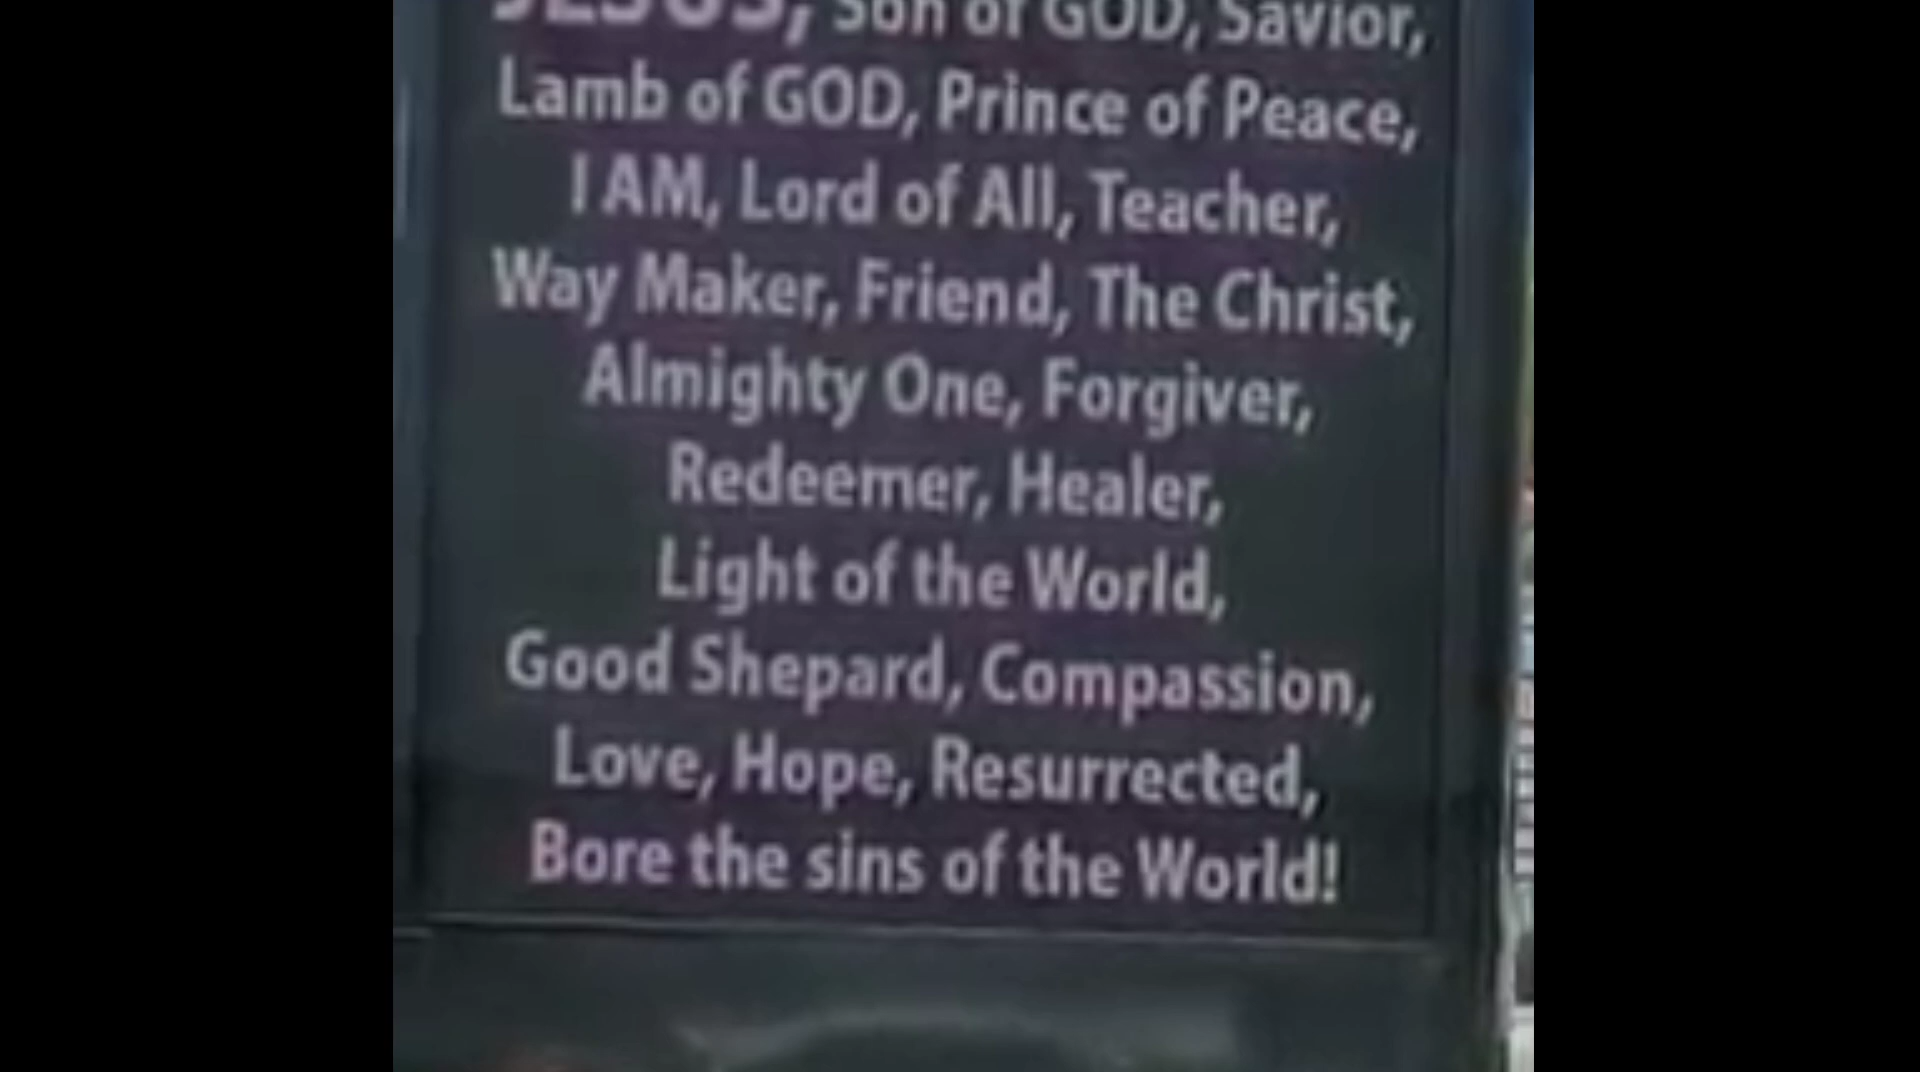 JESUS, Son of GOD, Savior,
Lamb of GOD, Prince of Peace,
I AM, Lord of All, Teacher,
Way Maker, Friend, The Christ,
Almighty One, Forgiver,
Redeemer, Healer,
Light of the World,
Good Shepard, Compassion,
Love, Hope, Resurrected,
Bore the sins of the World!